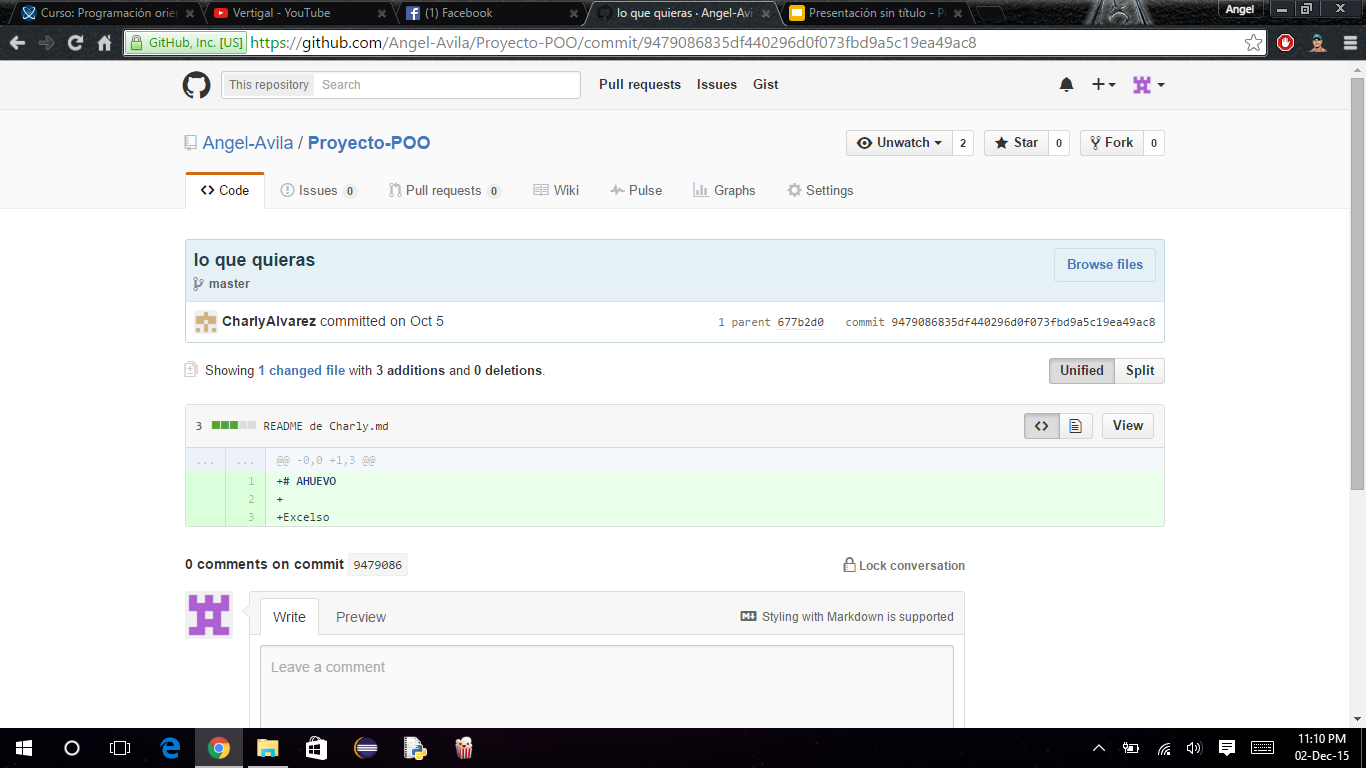 Curso: Programación orie
Vertigal - YouTube
(1) Facebook
lo que quieras · Angel-Avi
Presentación sin título - P
Angel
GitHub, Inc. [US] https://github.com/Angel-Avila/Proyecto-POO/commit/9479086835df440296d0f073fbd9a5c19ea49ac8
This repository Search Pull requests Issues Gist
Angel-Avila / Proyecto-POO
Unwatch 2 Star 0 Fork 0
Code Issues 0 Pull requests 0 Wiki Pulse Graphs Settings
lo que quieras
Browse files
master
CharlyAlvarez committed on Oct 5
1 parent 677b2d0 commit 9479086835df440296d0f073fbd9a5c19ea49ac8
Showing 1 changed file with 3 additions and 0 deletions.
Unified Split
3 README de Charly.md
View
... ... @@ -0,0 +1,3 @@
1 +# AHUEVO
2 +
3 +Excelso
0 comments on commit 9479086
Lock conversation
Write Preview
Styling with Markdown is supported
Leave a comment
11:10 PM
02-Dec-15